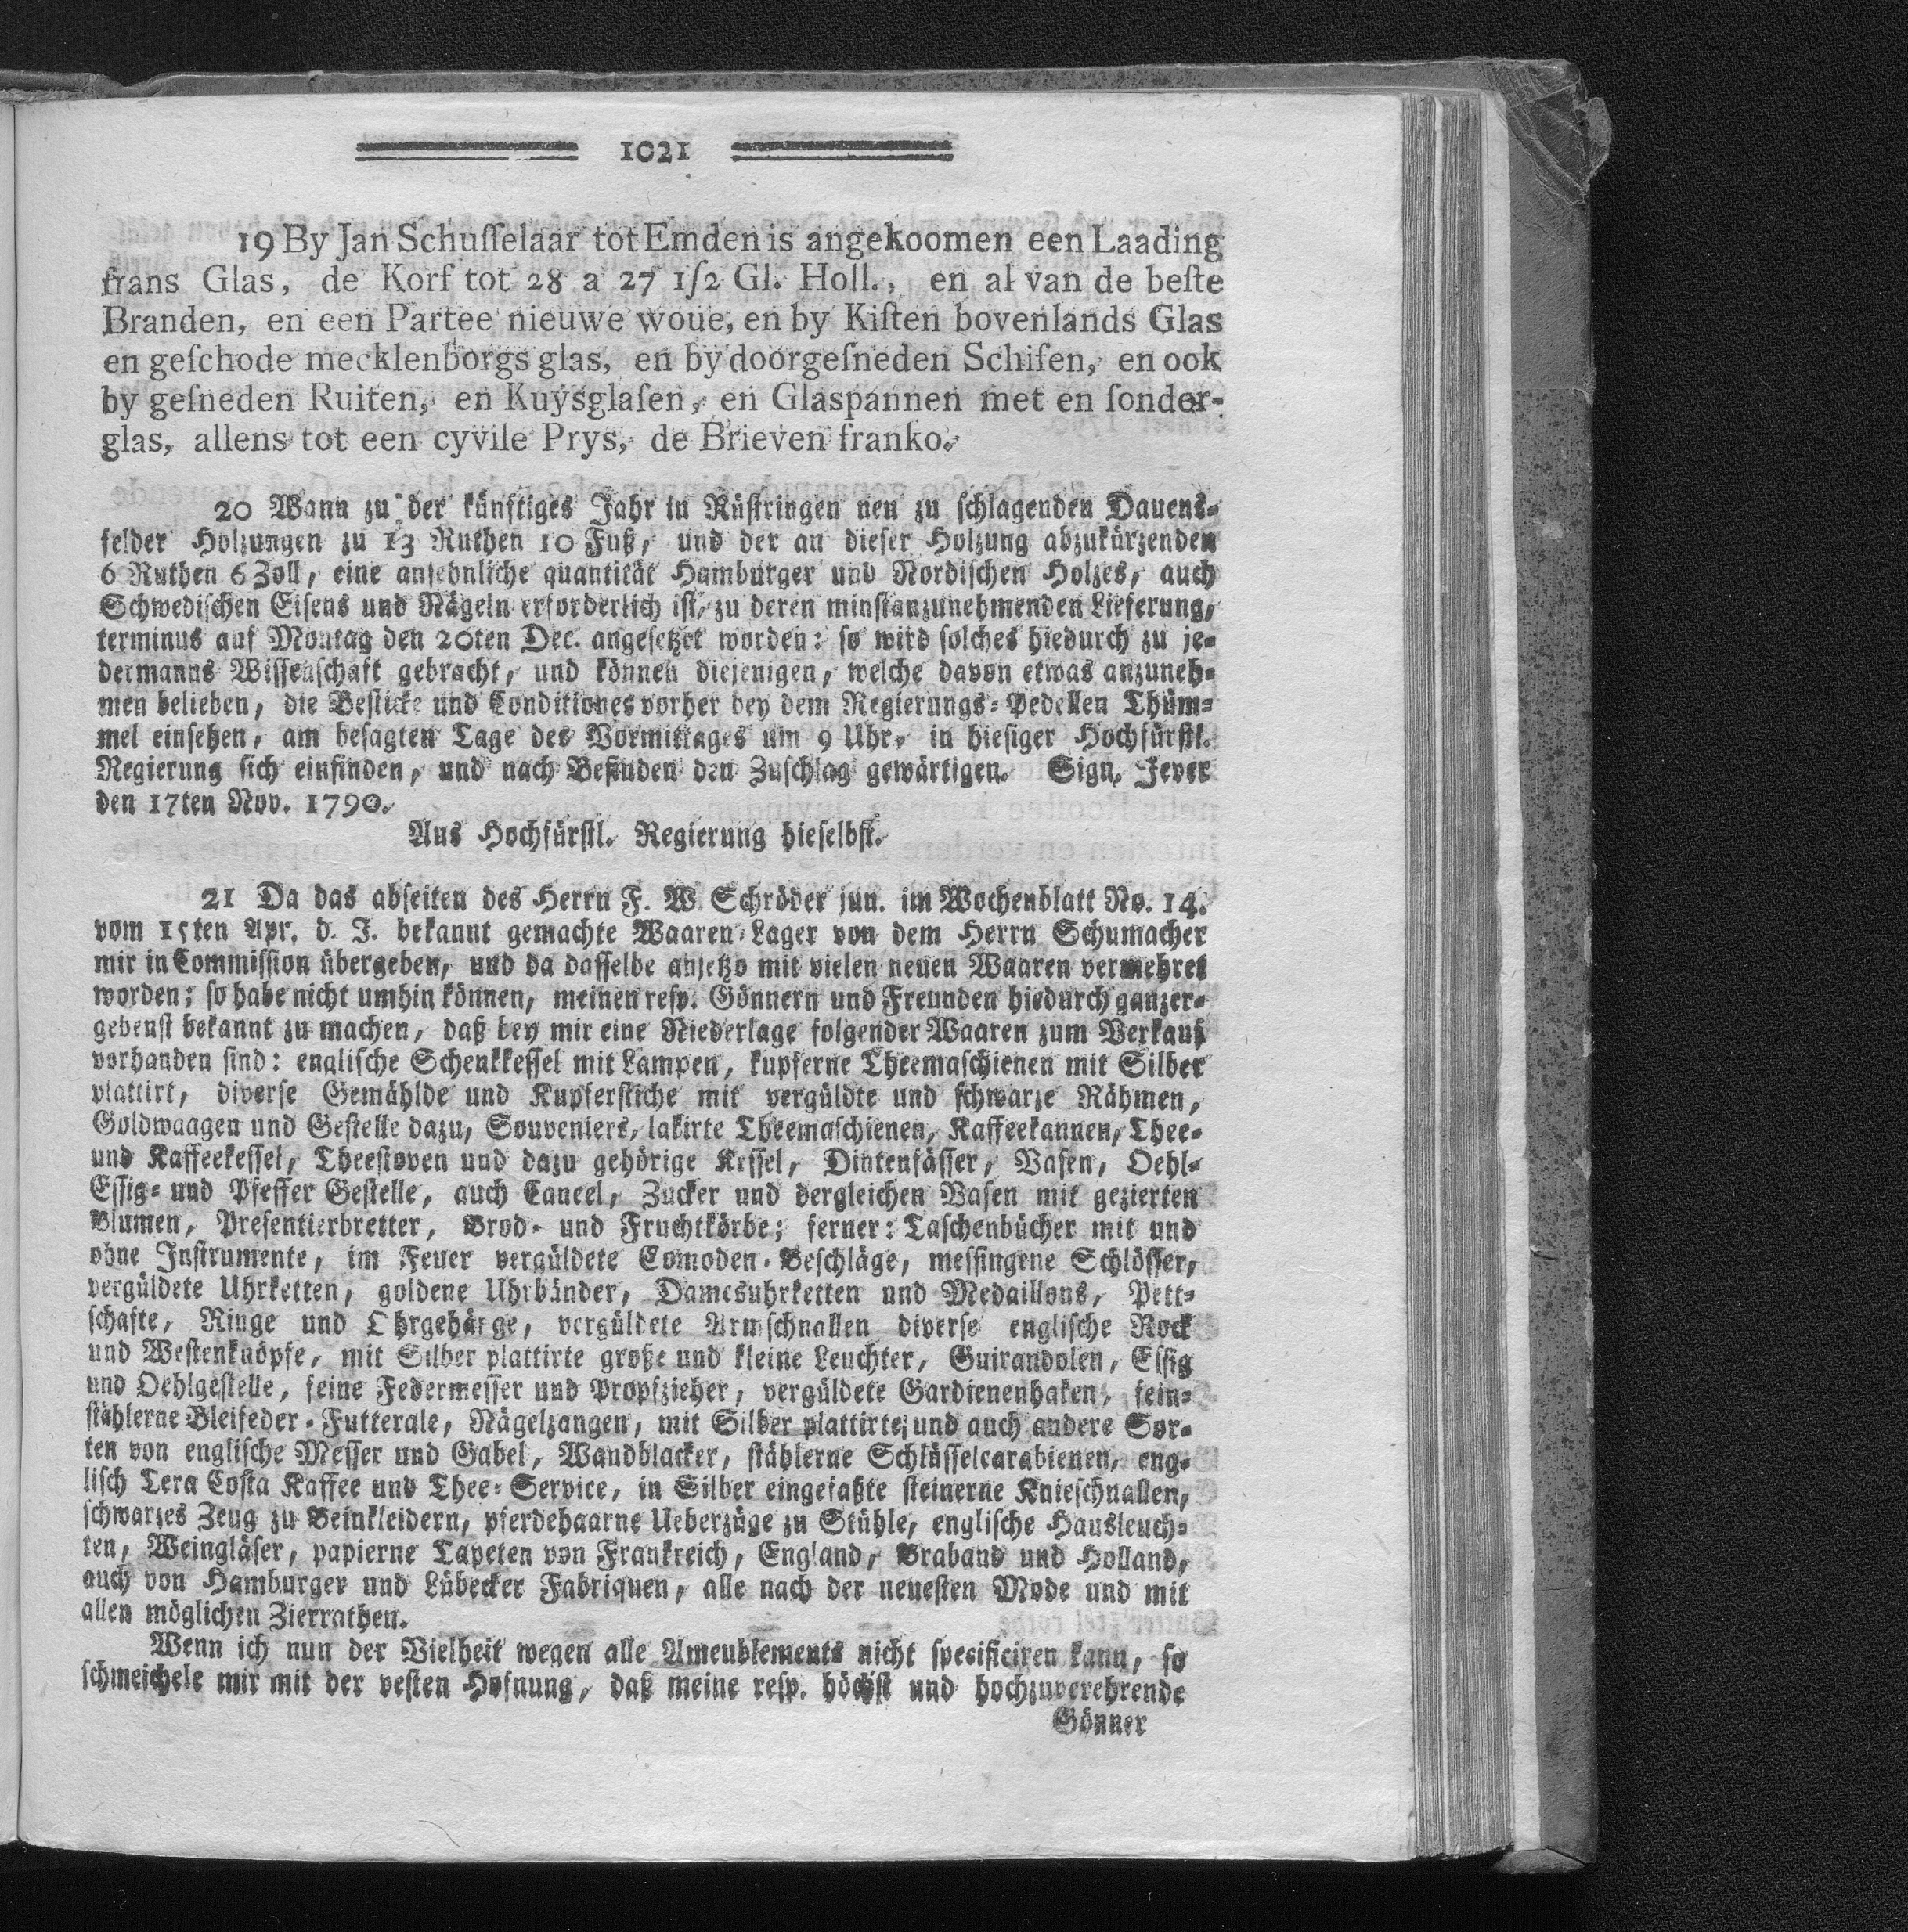 1021
19 By Jan Schuſſelaar tot Emden is angekoomen een Laading
frans Glas, de Korf tot 28 a 27 1ſ2 Gl. Holl., en al van de beſte
Branden, en een Partee nieuwe woue, en by Kiſten bovenlands Glas
en geſchode mecklenborgs glas, en by doorgeſneden Schifen, en ook
by geſneden Ruiten, en Kuysglaſen, en Glaspannen met en ſonder-
glas, allens tot een cyvile Prys, de Brieven franko.
20 Wann zu der künftiges Jahr in Rüſtringen neu zu ſchlagenden Dauens-
felder Holzungen zu 13 Ruthen 10 Fuß, und der an dieſer Holzung abzukürzenden
6 Ruthen 6 Zoll, eine anſehnliche quantität Hamburger und Nordiſchen Holzes, auch
Schwediſchen Eiſens und Nägeln erforderlich iſt, zu deren minſtanzunehmenden Lieferung,
terminus auf Montag den 20ten Dec. angeſetzet worden: ſo wird ſolches hiedurch zu je-
dermanns Wiſſenſchaft gebracht, und können diejenigen, welche davon etwas anzuneh-
men belieben, die Beſticke und Conditiones vorher bey dem Regierungs-Pedellen Thüm-
mel einſehen, am beſagten Tage des Vormittages um 9 Uhr, in hieſiger Hochfürſtl.
Regierung ſich einfinden, und nach Befinden den Zuſchlag gewärtigen. Sign. Jever
den 17ten Nov. 1790.
Aus Hochfürſtl. Regierung hieſelbſt.
21 Da das abſeiten des Herrn F. W. Schröder jun. im Wochenblatt No. 14.
vom 15ten Apr. d. J. bekannt gemachte Waaren-Lager von dem Herrn Schumacher
mir in Commiſſion übergeben, und da daſſelbe anjetzo mit vielen neuen Waaren vermehret
worden; ſo habe nicht umhin können, meinen reſp. Gönnern und Freunden hiedurch ganzer-
gebenſt bekannt zu machen, daß bey mir eine Niederlage folgender Waaren zum Verkauf
vorhanden ſind: engliſche Schenkkeſſel mit Lampen, kupferne Theemaſchienen mit Silber
plattirt, diverſe Gemählde und Kupferſtiche mit vergüldte und ſchwarze Rähmen,
Goldwaagen und Geſtelle dazu, Souveniers, lakirte Theemaſchienen, Kaffeekannen, Thee-
und Kaffeekeſſel, Theeſtoven und dazu gehörige Keſſel, Dintenfäſſer, Vaſen, Oehl-
Eſſig- und Pfeffer Geſtelle, auch Caneel, Zucker und dergleichen Vaſen mit gezierten
Blumen, Preſentierbretter, Brod- und Fruchtkörbe; ferner: Taſchenbücher mit und
ohne Inſtrumente, im Feuer vergüldete Comoden-Beſchläge, meſſingene Schlöſſer,
vergüldete Uhrketten, goldene Uhrbänder, Damesuhrketten und Medaillons, Pett-
ſchafte, Ringe und Ohrgehänge, vergüldete Armſchnallen diverſe engliſche Rock
und Weſtenknöpfe, mit Silber plattirte große und kleine Leuchter, Guirandolen, Eſſig
und Oehlgeſtelle, feine Federmeſſer und Propfzieher, vergüldete Gardienenhaken, fein-
ſtählerne Bleifeder-Futterale, Nägelzangen, mit Silber plattirte, und auch andere Sor-
ten von engliſche Meſſer und Gabel, Wandblacker, ſtählerne Schlüſſelcarabienen, eng-
liſch Tera Coſta Kaffee und Thee-Service, in Silber eingefaßte ſteinerne Knieſchnallen,
ſchwarzes Zeug zu Beinkleidern, pferdehaarne Ueberzüge zu Stühle, engliſche Hausleuch-
ten, Weingläſer, papierne Tapeten von Frankreich, England, Braband und Holland,
auch von Hamburger und Lübecker Fabriquen, alle nach der neueſten Mode und mit
allen möglichen Zierrathen.
Wenn ich nun der Vielheit wegen alle Ameublements nicht ſpecificiren kann, ſo
ſchmeichele mir mit der veſten Hofnung, daß meine reſp. höchſt und hochzuverehrende
Gönner